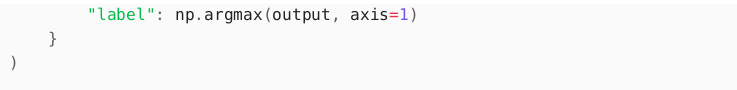 "label": np.argmax(output, axis=1)
    }
)